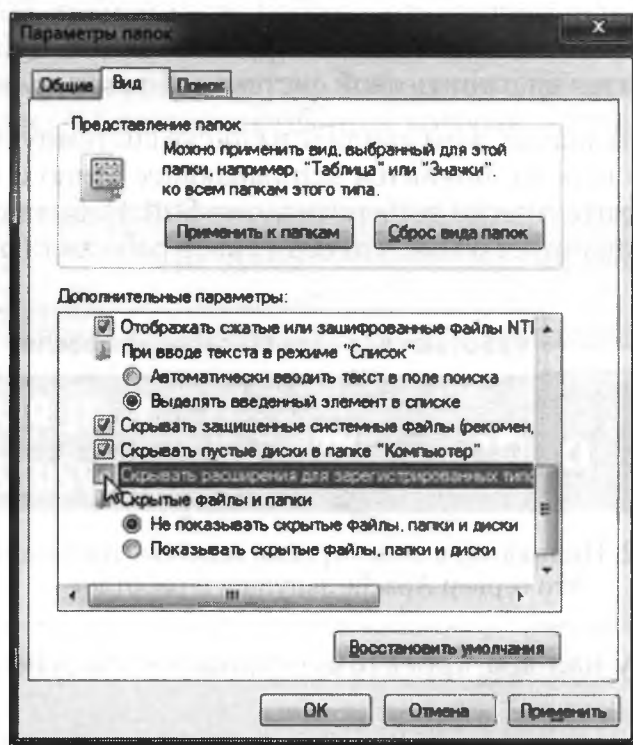 Параметры папок
x
Общие Вид Поиск
Представление папок
Можно применить вид, выбранный для этой
папки, например, "Таблица" или "Значки".
ко всем папкам этого типа.
Применить к папкам Сброс вида папок
Дополнительные параметры:
Отображать сжатые или зашифрованные файлы NT
При вводе текста в режиме "Список"
Автоматически вводить текст в поле поиска
Выделять введенный элемент в списке
Скрывать защищенные системные файлы (рекомен,
Скрывать пустые диски в папке "Компьютер"
Скрывать расширения для зарегистрированных типо
Скрытые файлы и папки
Не показывать скрытые файлы, папки и диски
Показывать скрытые файлы, папки и диски
Восстановить умолчания
OK Отмена Применить